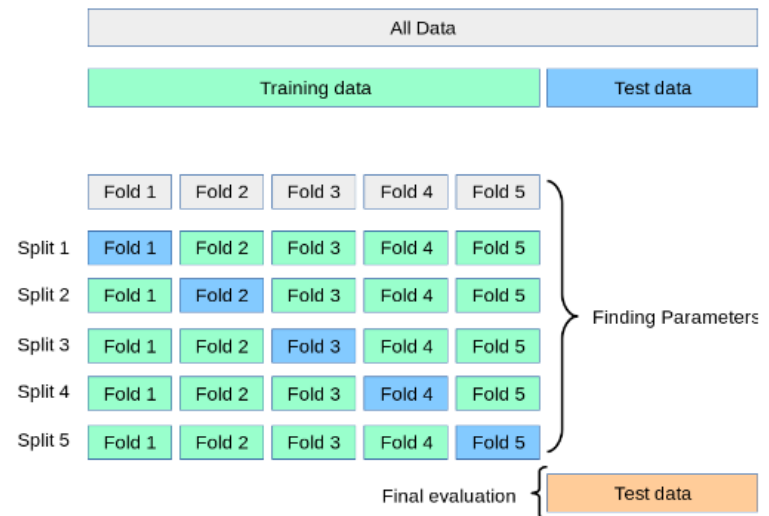 All Data
Training data Test data
Fold 1 Fold 2 Fold 3 Fold 4 Fold 5
Split 1 Fold 1 Fold 2 Fold 3 Fold 4 Fold 5
Split 2 Fold 1 Fold 2 Fold 3 Fold 4 Fold 5
Finding Parameters
Split 3 Fold 1 Fold 2 Fold 3 Fold 4 Fold 5
Split 4 Fold 1 Fold 2 Fold 3 Fold 4 Fold 5
Split 5 Fold 1 Fold 2 Fold 3 Fold 4 Fold 5
Final evaluation Test data